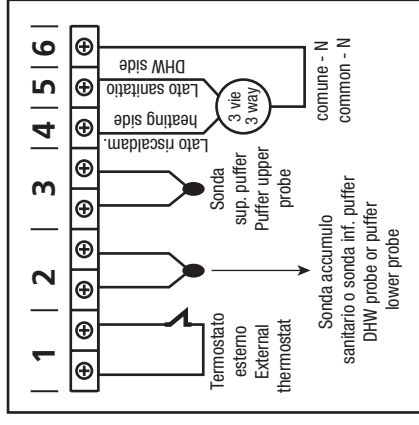 1
2
3
4
5
6
Termostato
esterno
External
thermostat
Sonda accumulo
sanitario o sonda inf. puffer
DHW probe or puffer
lower probe
Sonda
sup. puffer
Puffer upper
probe
Lato riscaldam.
heating side
Lato sanitatio
DHW side
3 vie
3 way
comune - N
common - N